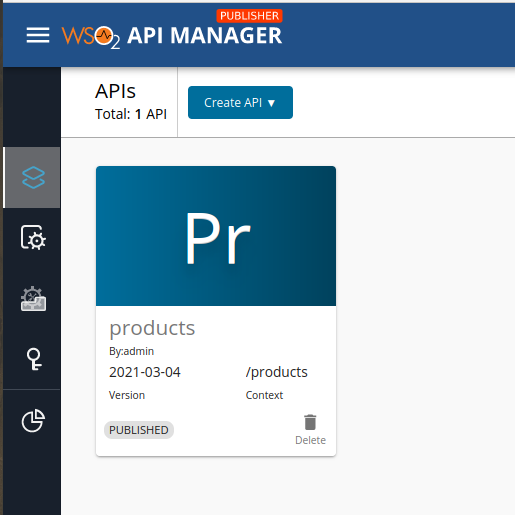 PUBLISHER
WSO2 API MANAGER
APIs
Total: 1 API
Create API ▼
Pr
products
By:admin
2021-03-04 /products
Version Context
PUBLISHED
Delete